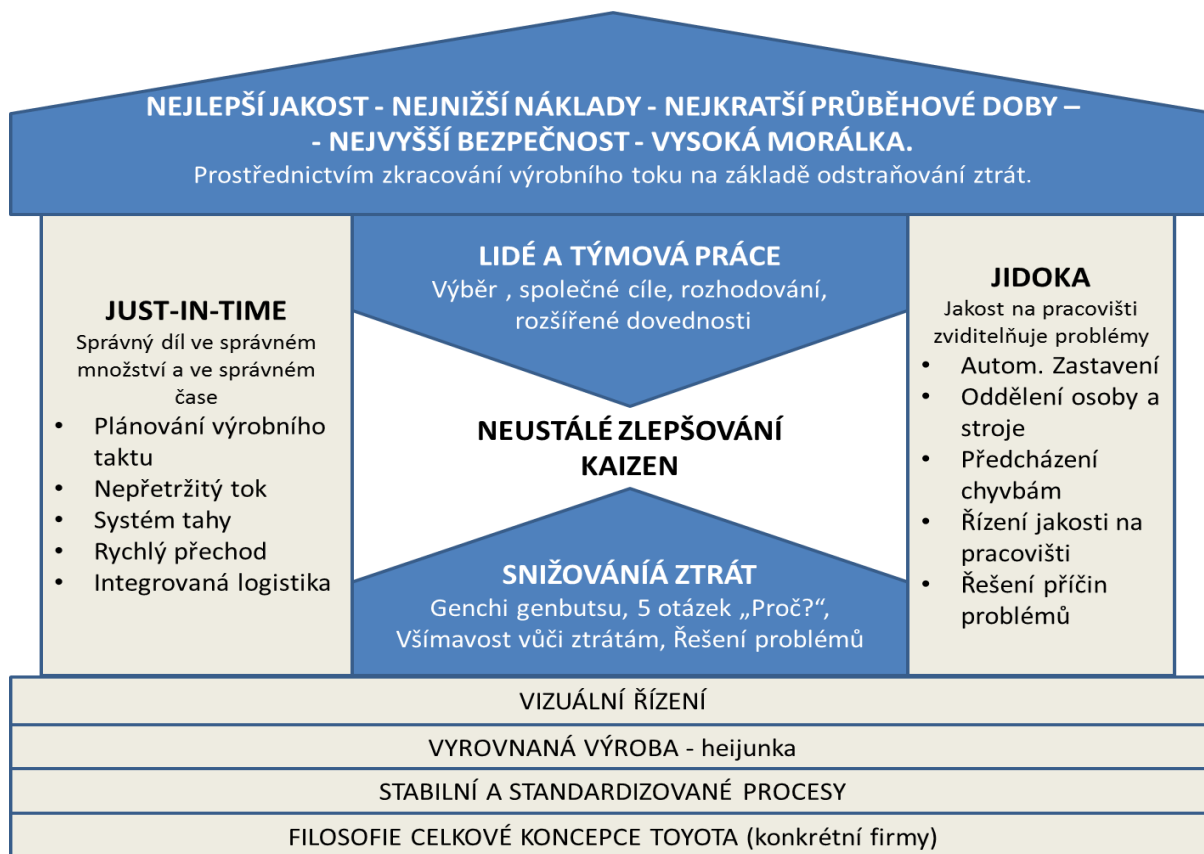 NEJLEPŠÍ JAKOST - NEJNIŽŠÍ NÁKLADY - NEJKRATŠÍ PRŮBĚHOVÉ DOBY –
- NEJVYŠŠÍ BEZPEČNOST - VYSOKÁ MORÁLKA.
Prostřednictvím zkracování výrobního toku na základě odstraňování ztrát.
JUST-IN-TIME
Správný díl ve správném
množství a ve správném
čase
• Plánování výrobního
taktu
• Nepřetržitý tok
• Systém tahy
• Rychlý přechod
• Integrovaná logistika
LIDÉ A TÝMOVÁ PRÁCE
Výběr , společné cíle, rozhodování,
rozšířené dovednosti
NEUSTÁLÉ ZLEPŠOVÁNÍ
KAIZEN
SNIŽOVÁNÍÁ ZTRÁT
Genchi genbutsu, 5 otázek „Proč?“,
Všímavost vůči ztrátám, Řešení problémů
JIDOKA
Jakost na pracovišti
zviditelňuje problémy
• Autom. Zastavení
• Oddělení osoby a
stroje
• Předcházení
chyvbám
• Řízení jakosti na
pracovišti
• Řešení příčin
problémů
VIZUÁLNÍ ŘÍZENÍ
VYROVNANÁ VÝROBA - heijunka
STABILNÍ A STANDARDIZOVANÉ PROCESY
FILOSOFIE CELKOVÉ KONCEPCE TOYOTA (konkrétní firmy)